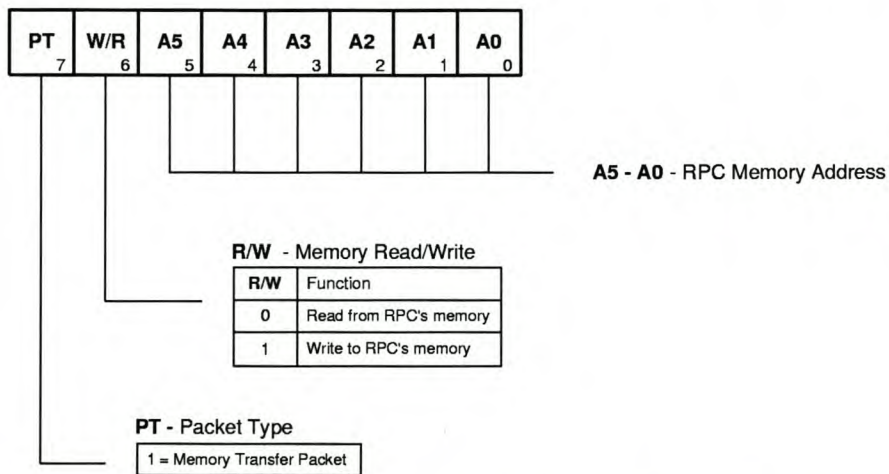 PT W/R A5 A4 A3 A2 A1 A0
7 6 5 4 3 2 1 0
A5 - A0 - RPC Memory Address
R/W - Memory Read/Write
R/W Function
0 Read from RPC's memory
1 Write to RPC's memory
PT - Packet Type
1 = Memory Transfer Packet